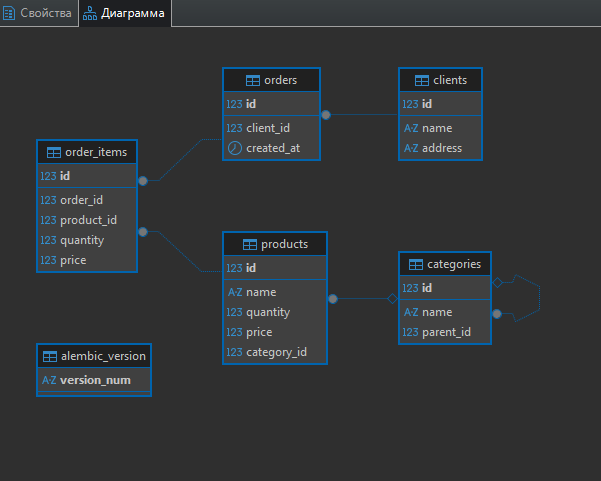 Свойства
Диаграмма
orders
123 id
123 client_id
created_at
clients
123 id
A-Z name
A-Z address
order_items
123 id
123 order_id
123 product_id
123 quantity
123 price
products
123 id
A-Z name
123 quantity
123 price
123 category_id
categories
123 id
A-Z name
123 parent_id
alembic_version
A-Z version_num